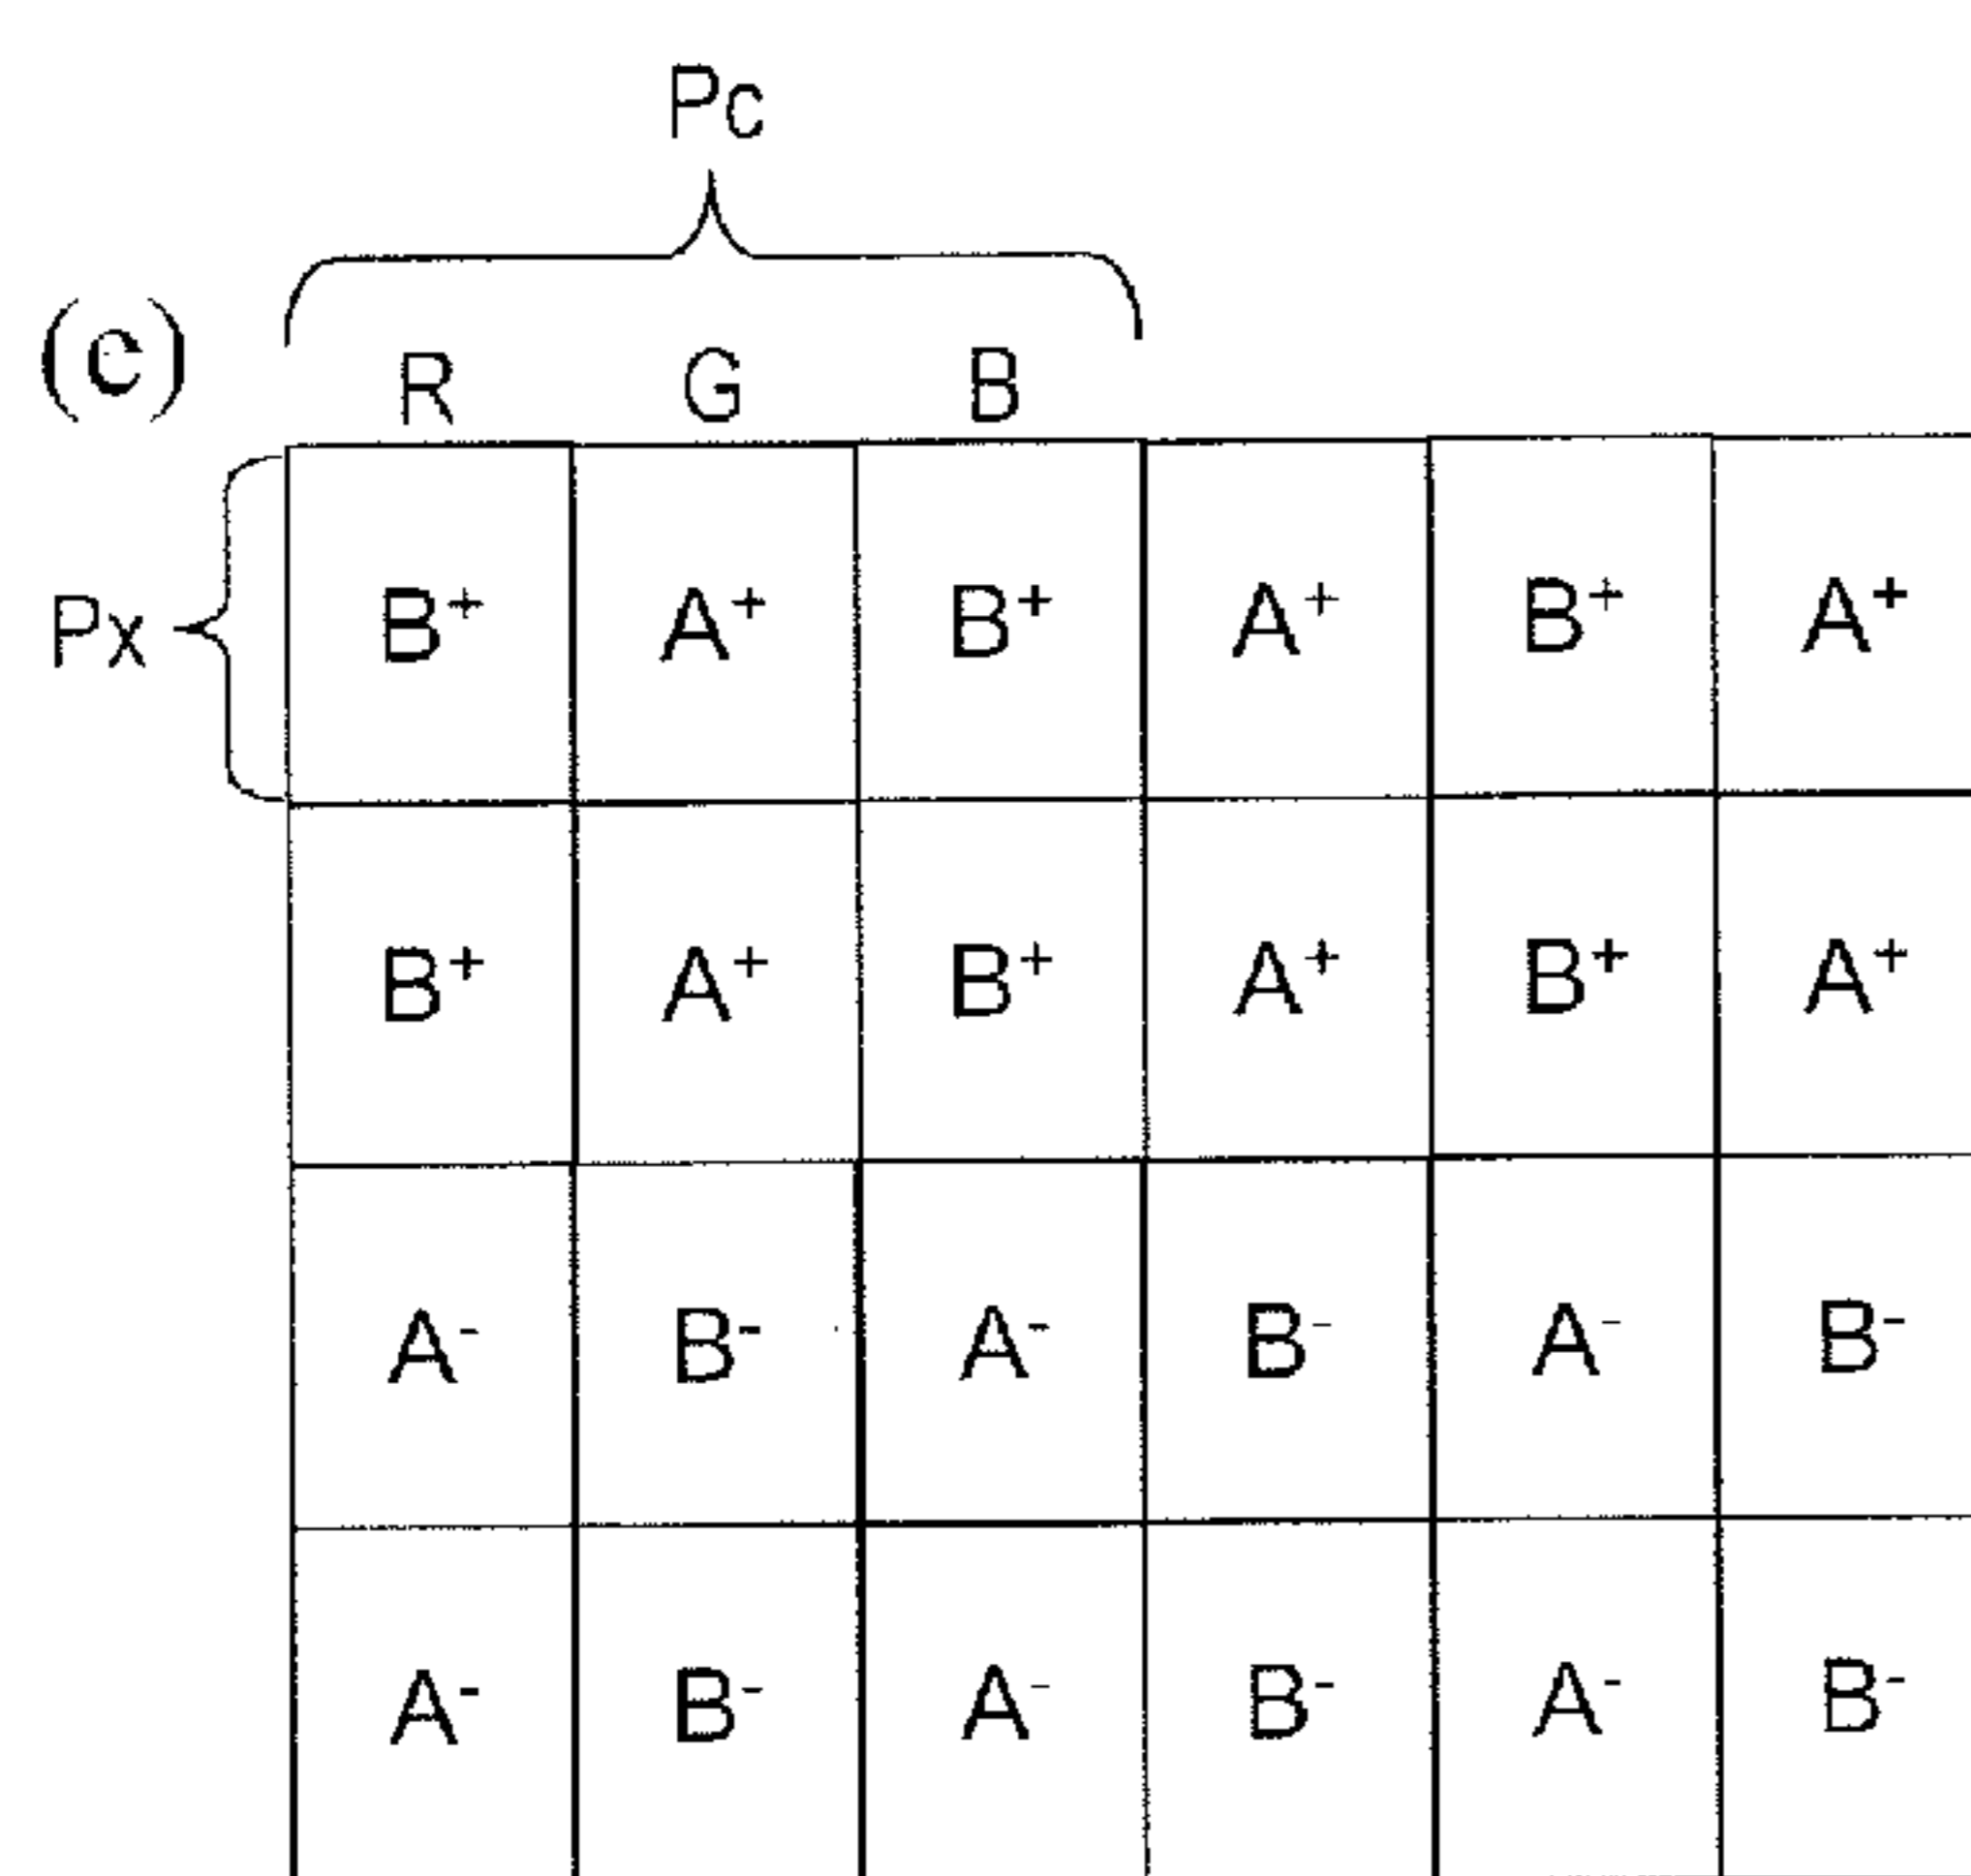 Pc
(c)
R G B
Px
B+ A+ B+ A+ B+ A+
B+ A+ B+ A+ B+ A+
A- B- A- B- A- B-
A- B- A- B- A- B-